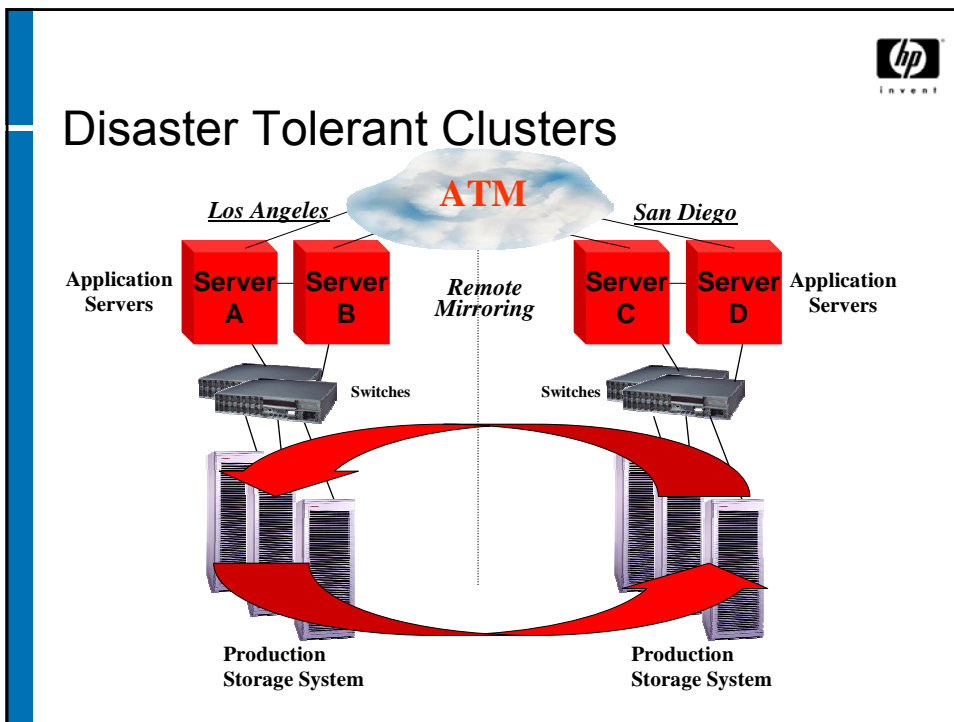 hp
invent
Disaster Tolerant Clusters
ATM
Los Angeles
San Diego
Application
Servers
Server
A
Server
B
Remote
Mirroring
Server
C
Server
D
Application
Servers
Switches
Switches
Production
Storage System
Production
Storage System